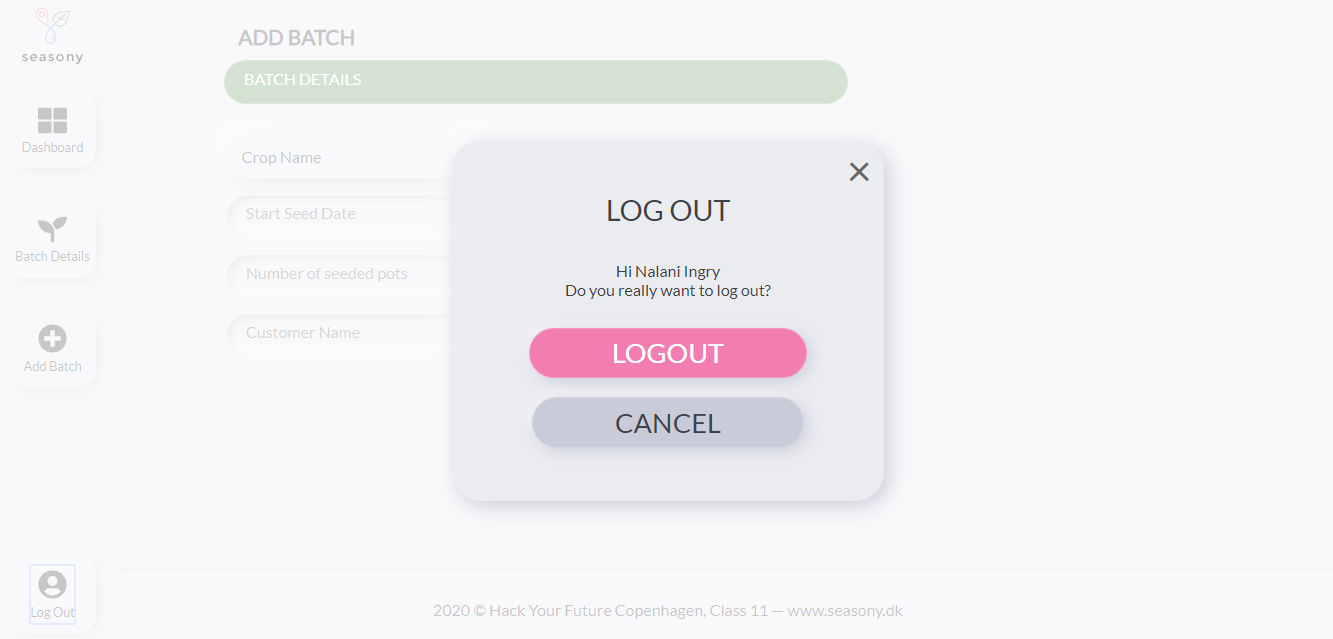 seasony
Dashboard
Batch Details
Add Batch
Log Out
ADD BATCH
BATCH DETAILS
Crop Name
Start Seed Date
Number of seeded pots
Customer Name
LOG OUT
Hi Nalani Ingry
Do you really want to log out?
LOGOUT
CANCEL
2020 © Hack Your Future Copenhagen, Class 11 — www.seasony.dk